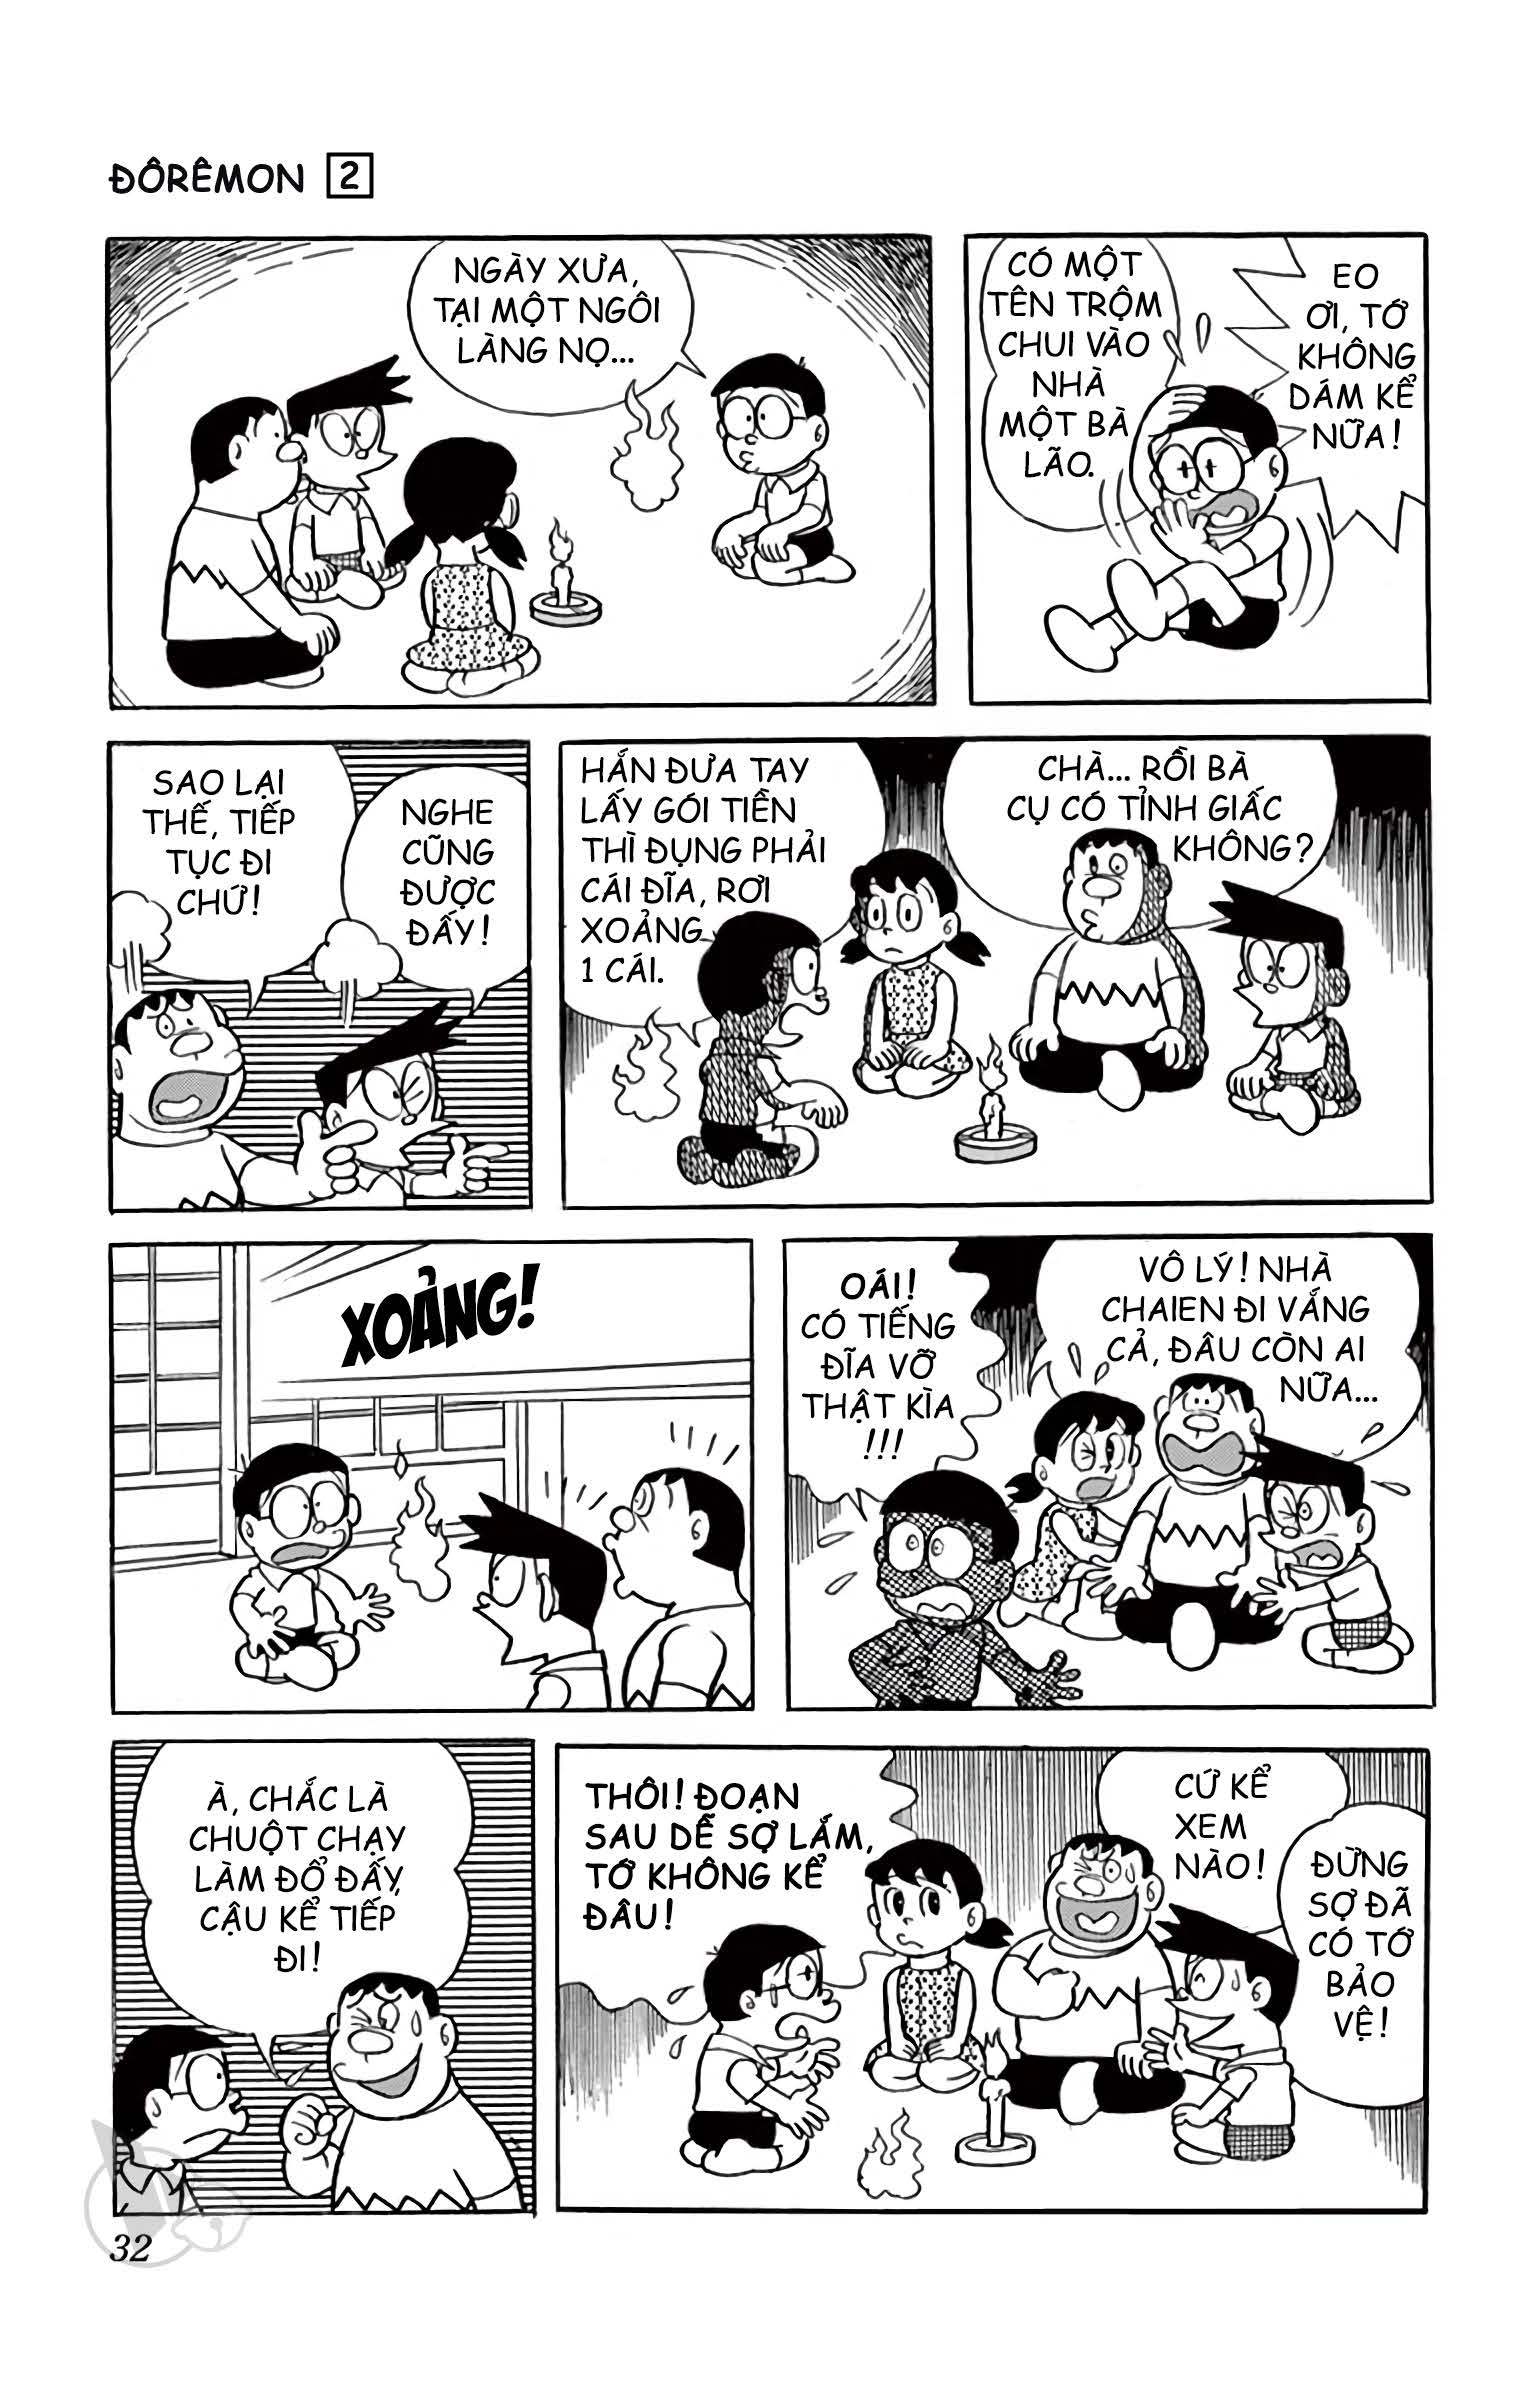 ĐÔRÊMON 2
NGÀY XƯA,
TẠI MỘT NGÔI
LÀNG NỌ...
CÓ MỘT
TÊN TRỘM
CHUI VÀO
NHÀ
MỘT BÀ
LÃO.
EO
ƠI, TỚ
KHÔNG
DÁM KỂ
NỮA!
SAO LẠI
THẾ, TIẾP
TỤC ĐI
CHỨ!
NGHE
CŨNG
ĐƯỢC
ĐẤY!
HẮN ĐƯA TAY
LẤY GÓI TIỀN
THÌ ĐỤNG PHẢI
CÁI ĐĨA, RƠI
XOẢNG
1 CÁI.
CHÀ... RỒI BÀ
CỤ CÓ TỈNH GIẤC
KHÔNG?
XOẢNG!
OÁI!
CÓ TIẾNG
ĐĨA VỠ
THẬT KÌA
!!!
VÔ LÝ! NHÀ
CHAIEN ĐI VẮNG
CẢ, ĐÂU CÒN AI
NỮA...
À, CHẮC LÀ
CHUỘT CHẠY
LÀM ĐỔ ĐẤY,
CẬU KỂ TIẾP
ĐI!
THÔI! ĐOẠN
SAU DỄ SỢ LẮM,
TỚ KHÔNG KỂ
ĐÂU!
CỨ KỂ
XEM
NÀO!
ĐỪNG
SỢ ĐÃ
CÓ TỚ
BẢO
VỆ!
32